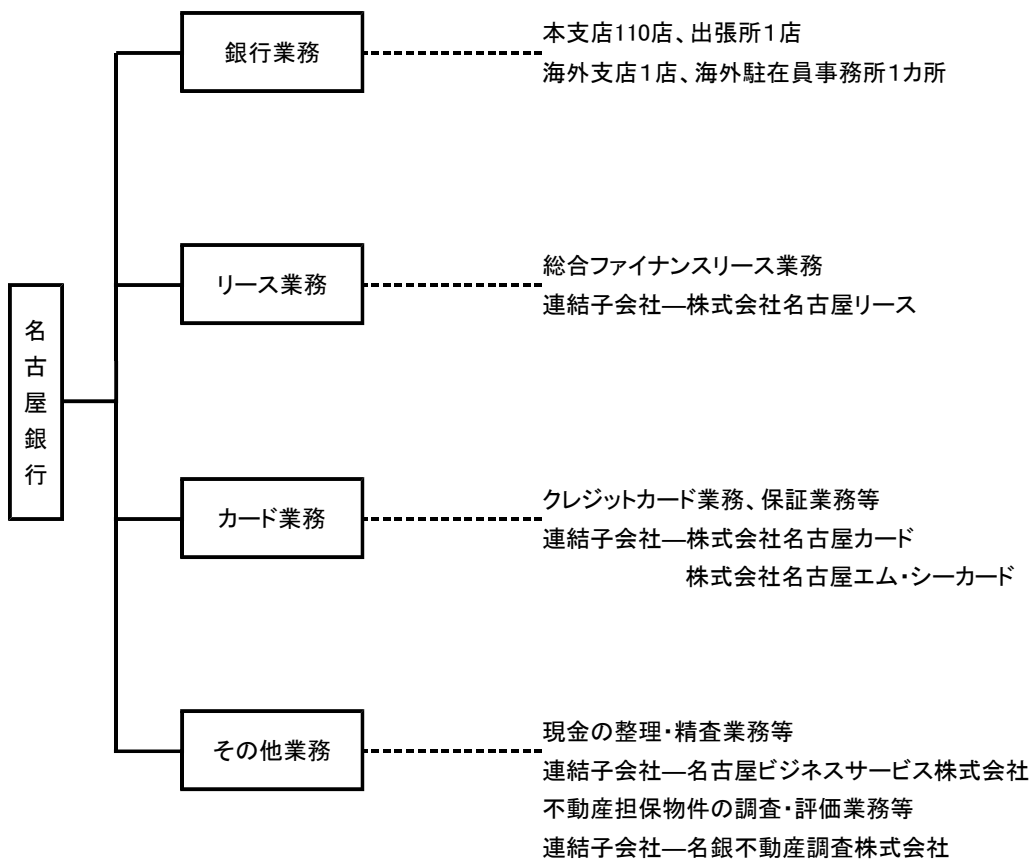 名古屋銀行
銀行業務
本支店110店、出張所1店
海外支店1店、海外駐在員事務所1カ所
リース業務
総合ファイナンスリース業務
連結子会社―株式会社名古屋リース
カード業務
クレジットカード業務、保証業務等
連結子会社―株式会社名古屋カード
株式会社名古屋エム・シーカード
その他業務
現金の整理・精査業務等
連結子会社―名古屋ビジネスサービス株式会社
不動産担保物件の調査・評価業務等
連結子会社―名銀不動産調査株式会社